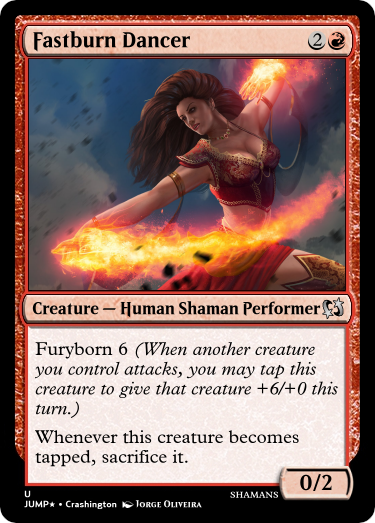 Fastburn Dancer 2
Creature — Human Shaman Performer
Furyborn 6 (When another creature
you control attacks, you may tap this
creature to give that creature +6/+0 this
turn.)
Whenever this creature becomes
tapped, sacrifice it.
0/2
U SHAMANS
JUMP★ • Crashington Jorge Oliveira